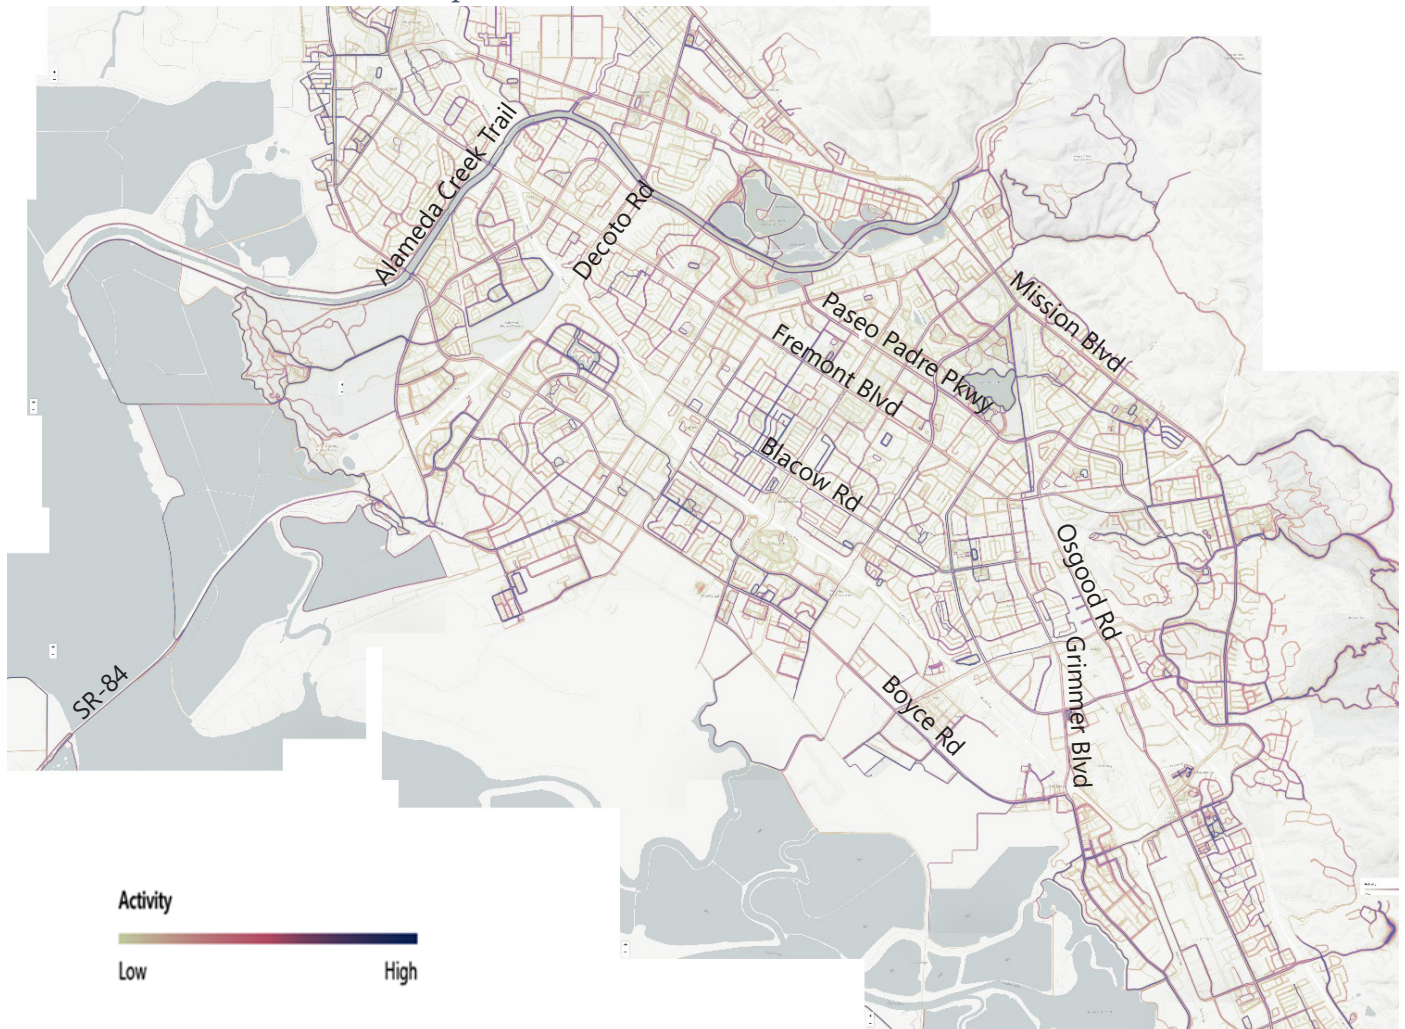 Alameda Creek Trail
Decoto Rd
Mission Blvd
Paseo Padre Pkwy
Fremont Blvd
Blacow Rd
Osgood Rd
Grimmer Blvd
Boyce Rd
SR-84
Activity
Low High